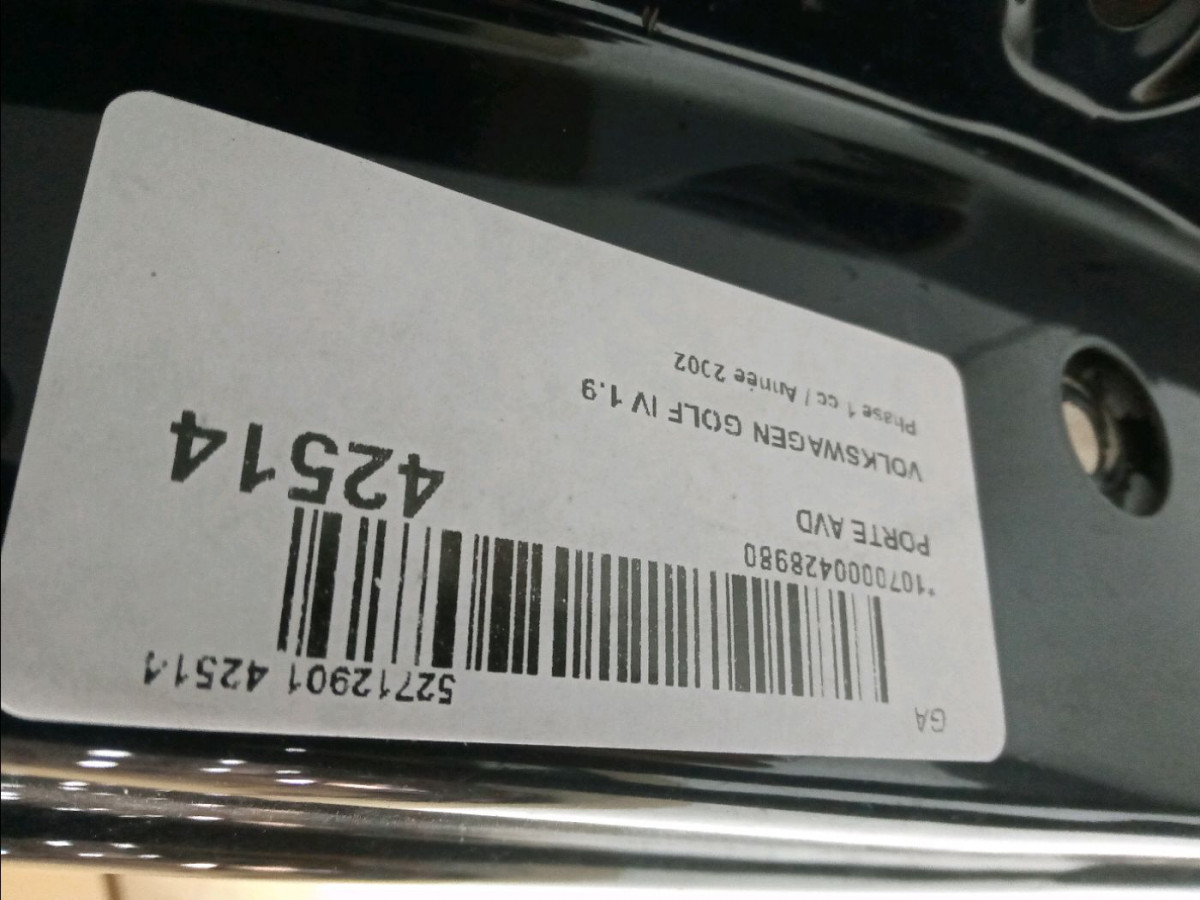 GA
52712901 42514
*1070000428980
PORTE AVD
42514
VOLKSWAGEN GOLF IV 1.9
Phase 1 cc / Année 2002